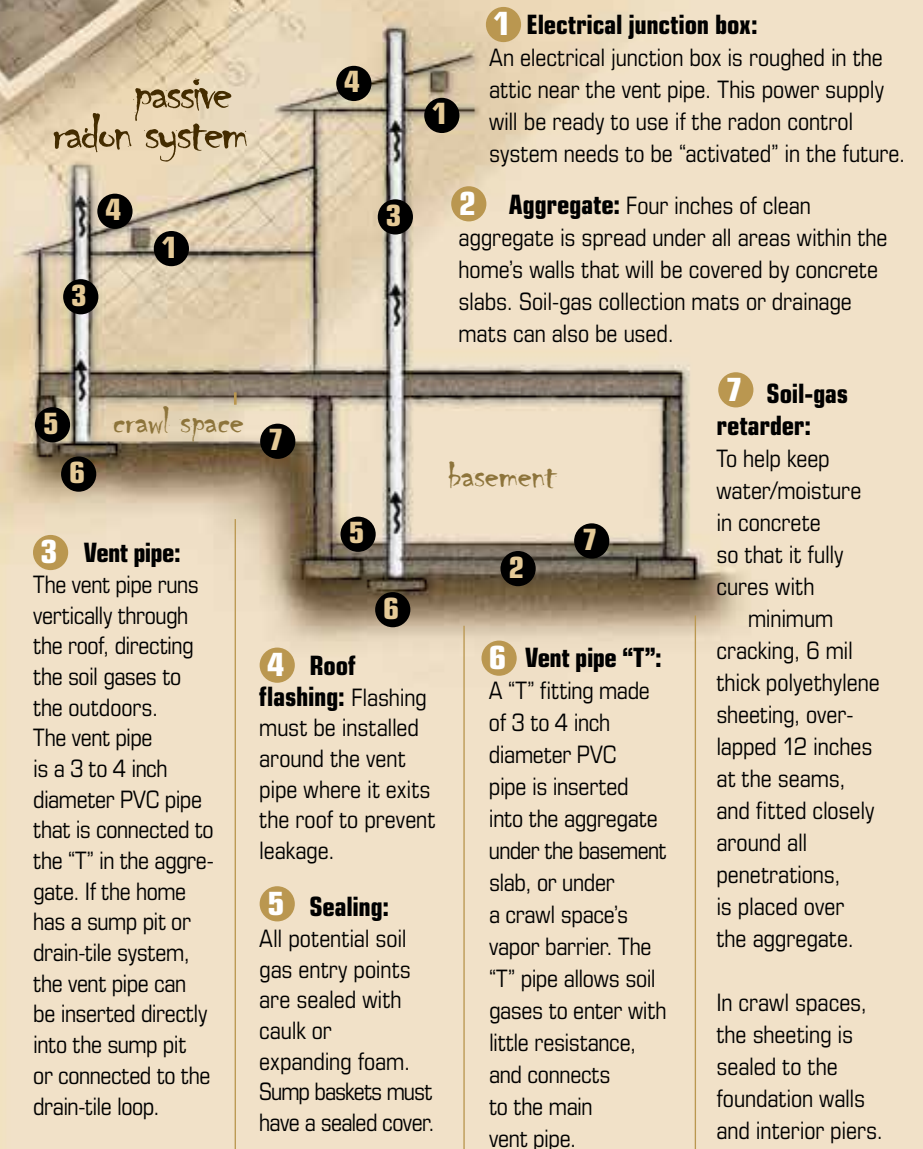 passive
radon system
1 Electrical junction box:
An electrical junction box is roughed in the
attic near the vent pipe. This power supply
will be ready to use if the radon control
system needs to be “activated” in the future.
2 Aggregate: Four inches of clean
aggregate is spread under all areas within the
home’s walls that will be covered by concrete
slabs. Soil-gas collection mats or drainage
mats can also be used.
4
1
4
3
1
3
5
crawl space
7
6
basement
5
7
2
6
3 Vent pipe:
The vent pipe runs
vertically through
the roof, directing
the soil gases to
the outdoors.
The vent pipe
is a 3 to 4 inch
diameter PVC pipe
that is connected to
the “T” in the aggre-
gate. If the home
has a sump pit or
drain-tile system,
the vent pipe can
be inserted directly
into the sump pit
or connected to the
drain-tile loop.
4 Roof
flashing: Flashing
must be installed
around the vent
pipe where it exits
the roof to prevent
leakage.
5 Sealing:
All potential soil
gas entry points
are sealed with
caulk or
expanding foam.
Sump baskets must
have a sealed cover.
6 Vent pipe “T”:
A “T” fitting made
of 3 to 4 inch
diameter PVC
pipe is inserted
into the aggregate
under the basement
slab, or under
a crawl space’s
vapor barrier. The
“T” pipe allows soil
gases to enter with
little resistance,
and connects
to the main
vent pipe.
7 Soil-gas
retarder:
To help keep
water/moisture
in concrete
so that it fully
cures with
minimum
cracking, 6 mil
thick polyethylene
sheeting, over-
lapped 12 inches
at the seams,
and fitted closely
around all
penetrations,
is placed over
the aggregate.
In crawl spaces,
the sheeting is
sealed to the
foundation walls
and interior piers.